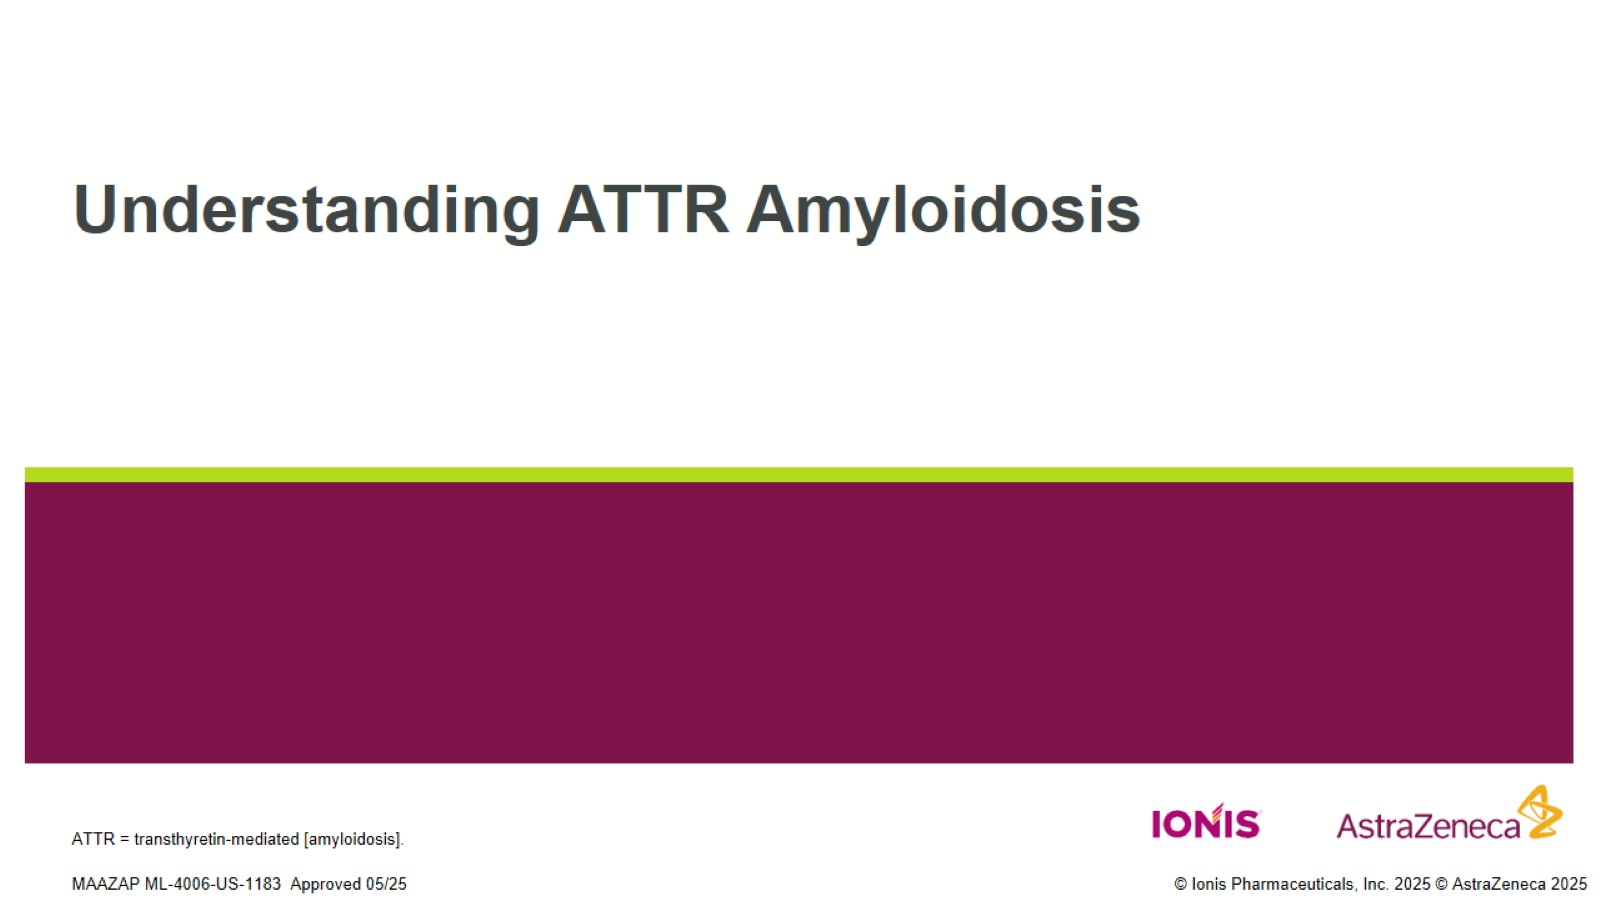 Understanding ATTR Amyloidosis
IONIS
AstraZeneca
ATTR = transthyretin-mediated [amyloidosis].
MAAZAP ML-4006-US-1183 Approved 05/25
© Ionis Pharmaceuticals, Inc. 2025 © AstraZeneca 2025